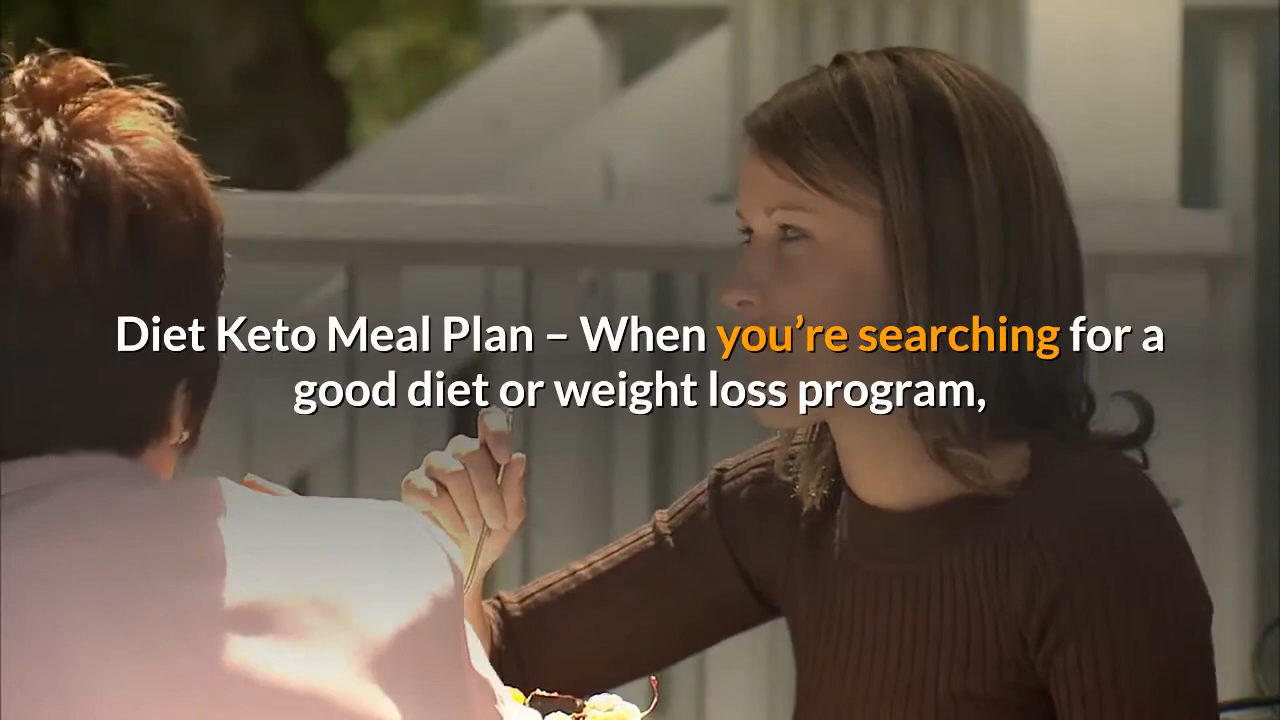 Diet Keto Meal Plan – When you’re searching for a
good diet or weight loss program,